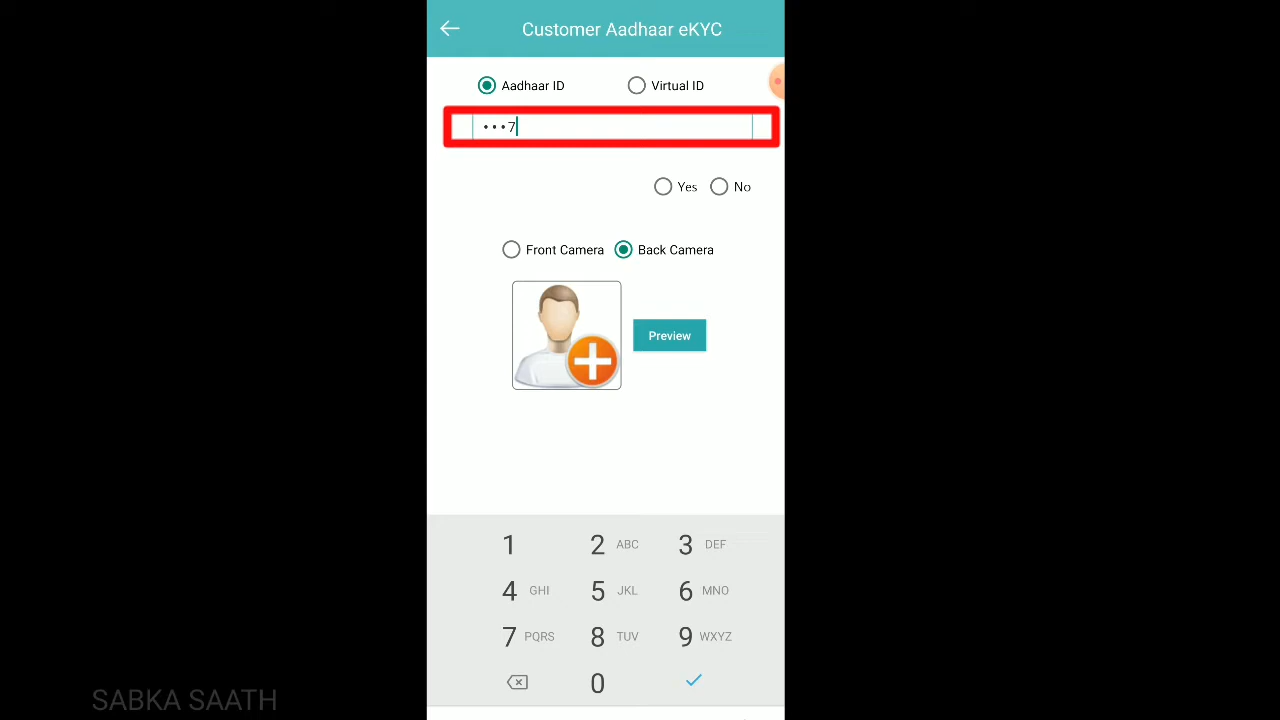 Customer Aadhaar eKYC
Aadhaar ID Virtual ID
•••7
Yes No
Front Camera Back Camera
Preview
1 2 ABC 3 DEF
4 GHI 5 JKL 6 MNO
7 PQRS 8 TUV 9 WXYZ
0
SABKA SAATH